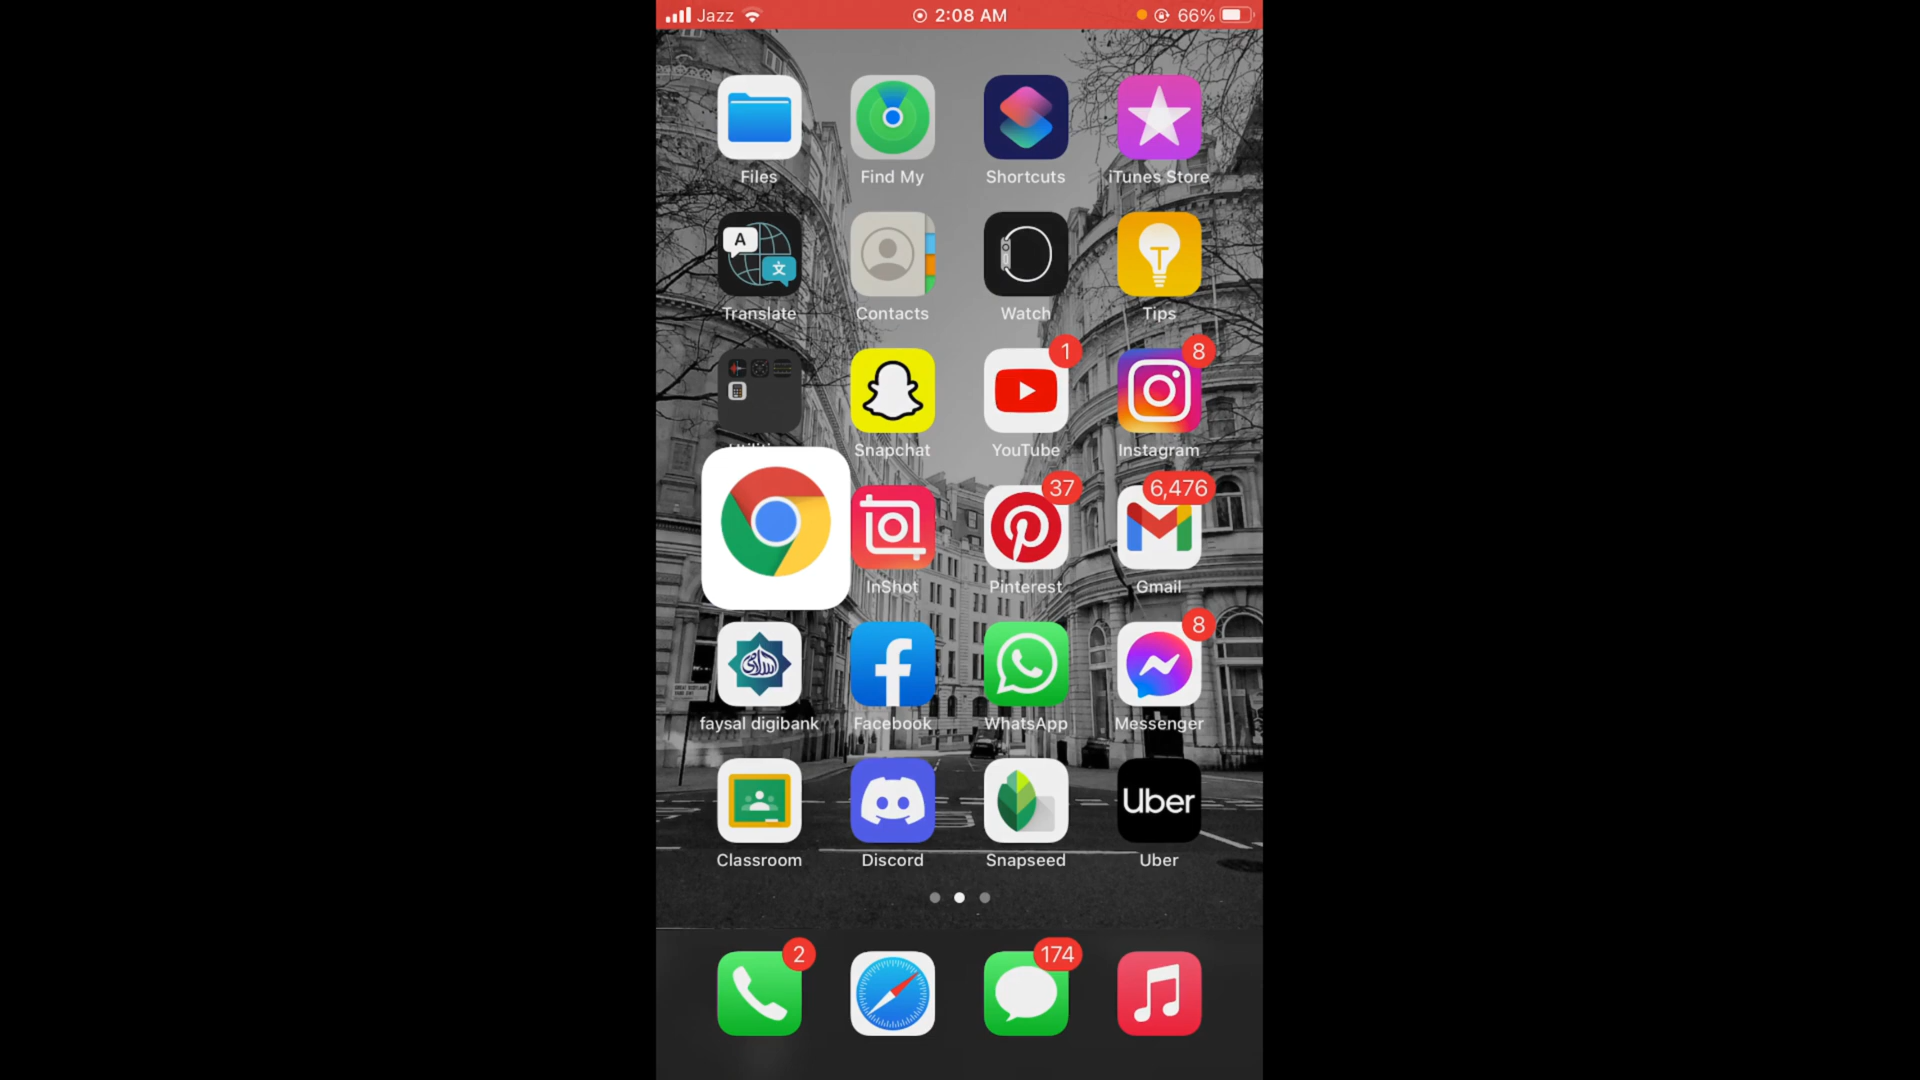 Jazz 2:08 AM 66%
Files Find My Shortcuts iTunes Store
A 文
Translate Contacts Watch Tips
1 8
Snapchat YouTube Instagram
37 6,476
InShot Pinterest Gmail
8
faysal digibank Facebook WhatsApp Messenger
Uber
Classroom Discord Snapseed Uber
2 174